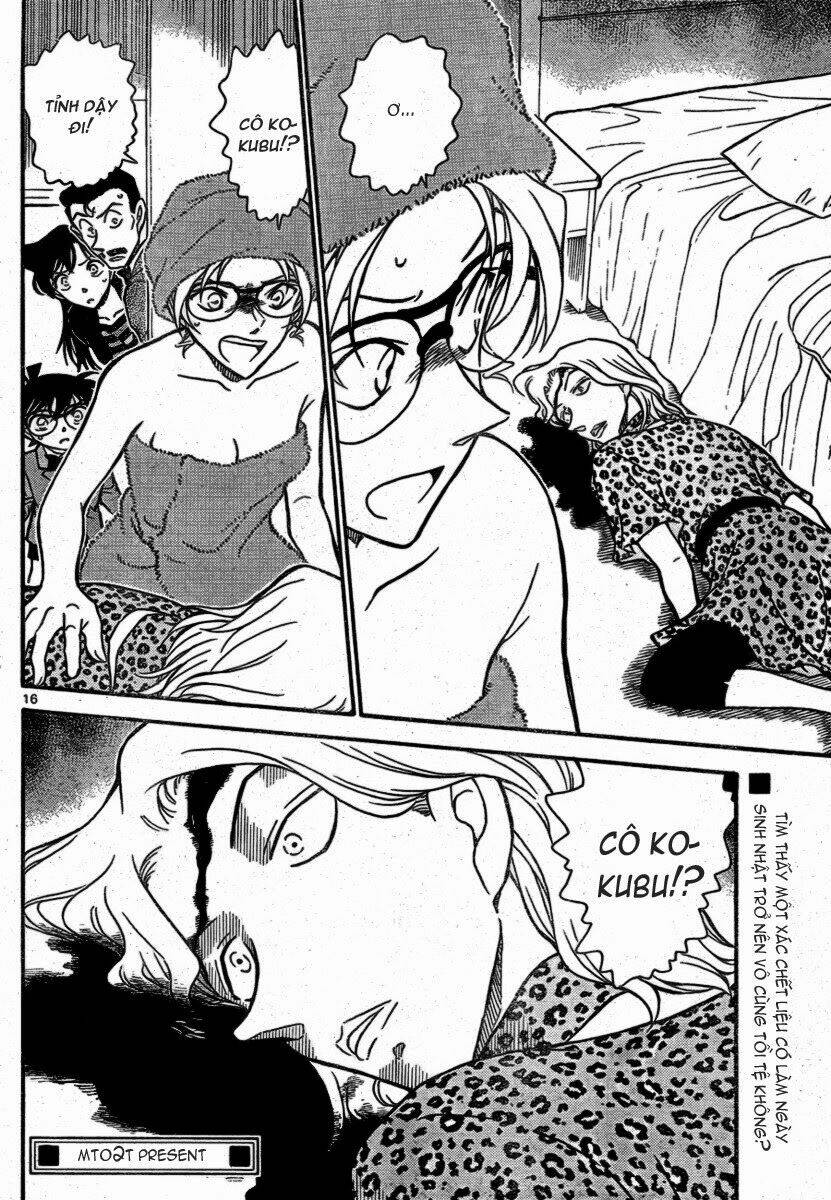 Ơ...
CÔ KO-
KUBU!?
TỈNH DẬY
ĐI!
16
CÔ KO-
KUBU!?
TÌM THẤY MỘT XÁC CHẾT LIỆU CÓ LÀM NGÀY
SINH NHẬT TRỞ NÊN VÔ CÙNG TỒI TỆ KHÔNG?
MTO2T PRESENT